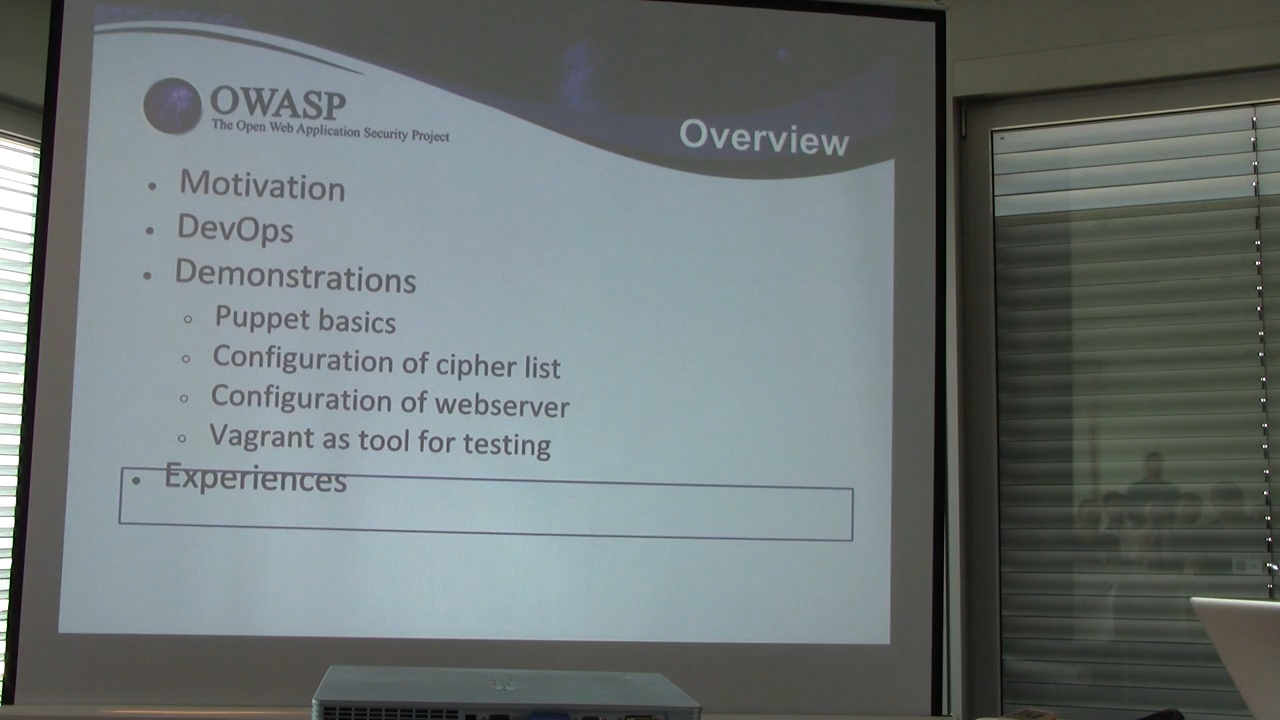 OWASP
The Open Web Application Security Project
Overview
• Motivation
• DevOps
• Demonstrations
◦ Puppet basics
◦ Configuration of cipher list
◦ Configuration of webserver
◦ Vagrant as tool for testing
• Experiences